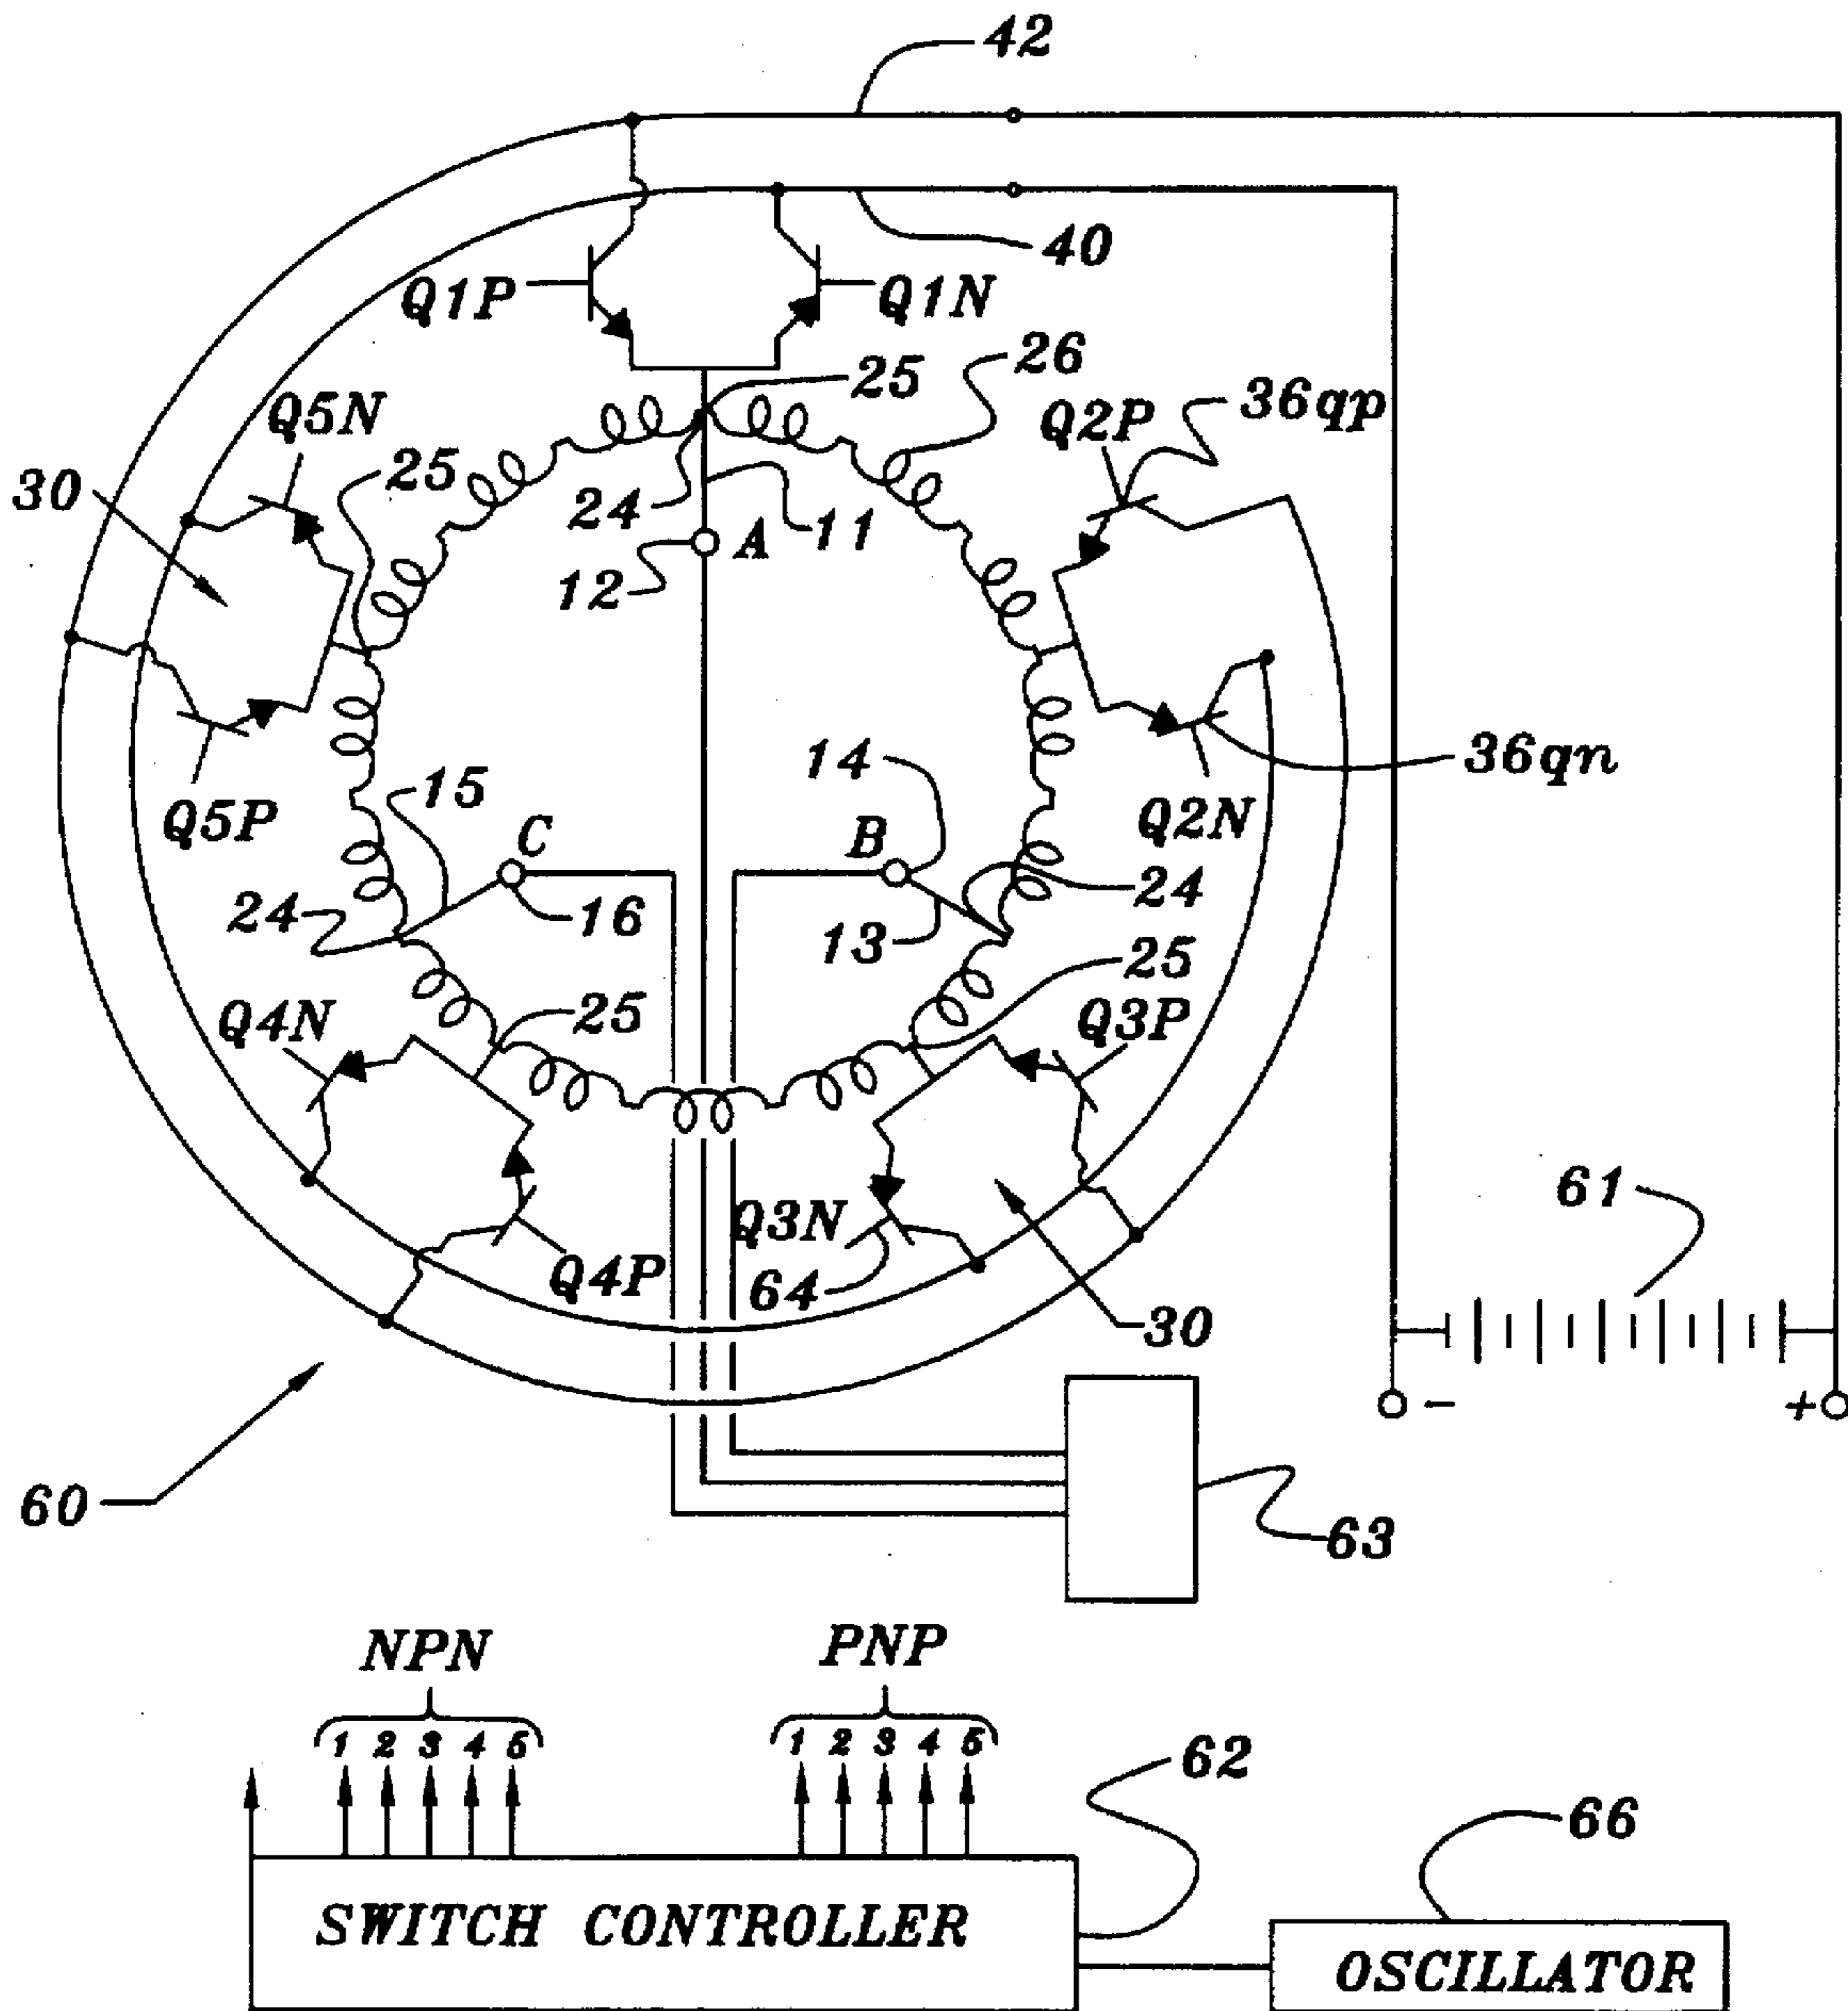 42
40
Q1P
Q1N
25
26
Q2P
36qp
Q5N
25
30
24
A
11
12
36qn
14
15
Q5P
C
B
Q2N
24
24
16
13
25
Q4N
25
Q3P
61
Q3N
Q4P
64
30
- +
60
63
NPN PNP
1 2 3 4 5 1 2 3 4 5
62
66
SWITCH CONTROLLER
OSCILLATOR